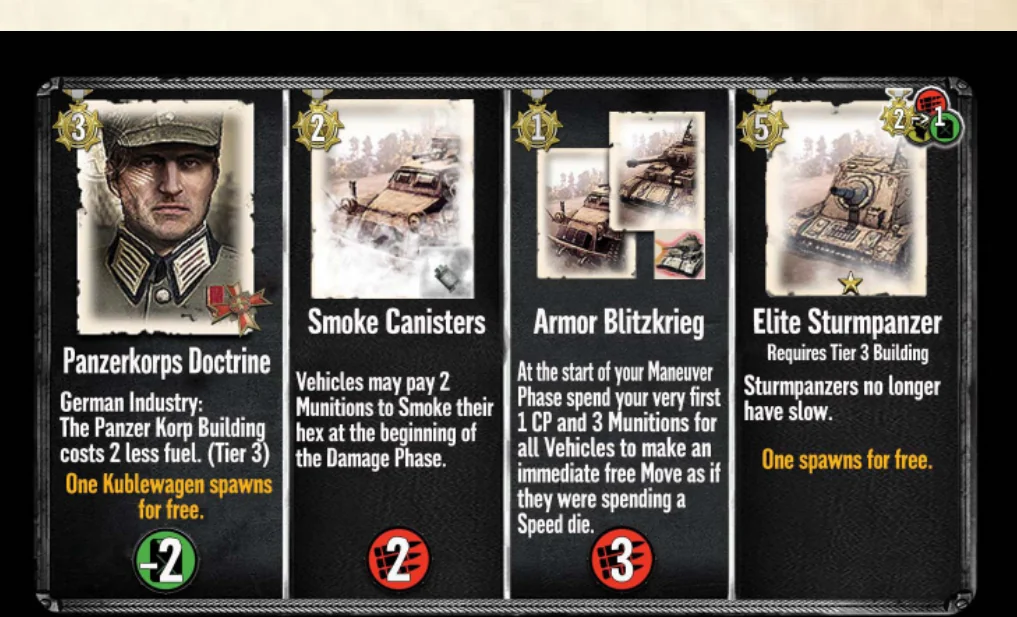 3
Panzerkorps Doctrine
German Industry:
The Panzer Korp Building
costs 2 less fuel. (Tier 3)
One Kublewagen spawns
for free.
-2
2
Smoke Canisters
Vehicles may pay 2
Munitions to Smoke their
hex at the beginning of
the Damage Phase.
2
1
Armor Blitzkrieg
At the start of your Maneuver
Phase spend your very first
1 CP and 3 Munitions for
all Vehicles to make an
immediate free Move as if
they were spending a
Speed die.
3
5
2 -> 1
Elite Sturmpanzer
Requires Tier 3 Building
Sturmpanzers no longer
have slow.
One spawns for free.